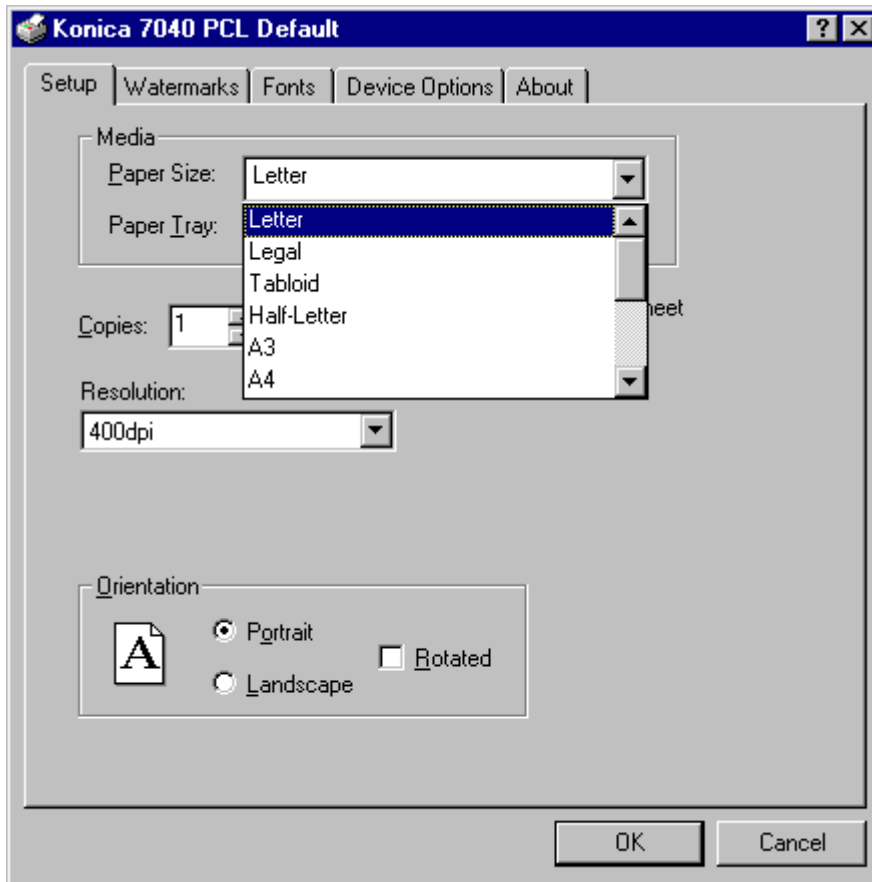 Konica 7040 PCL Default
Setup Watermarks Fonts Device Options About
Media
Paper Size: Letter
Paper Tray:
Letter
Legal
Tabloid
Half-Letter
A3
A4
Copies: 1
Resolution:
400dpi
Orientation
A
Portrait
Rotated
Landscape
OK Cancel